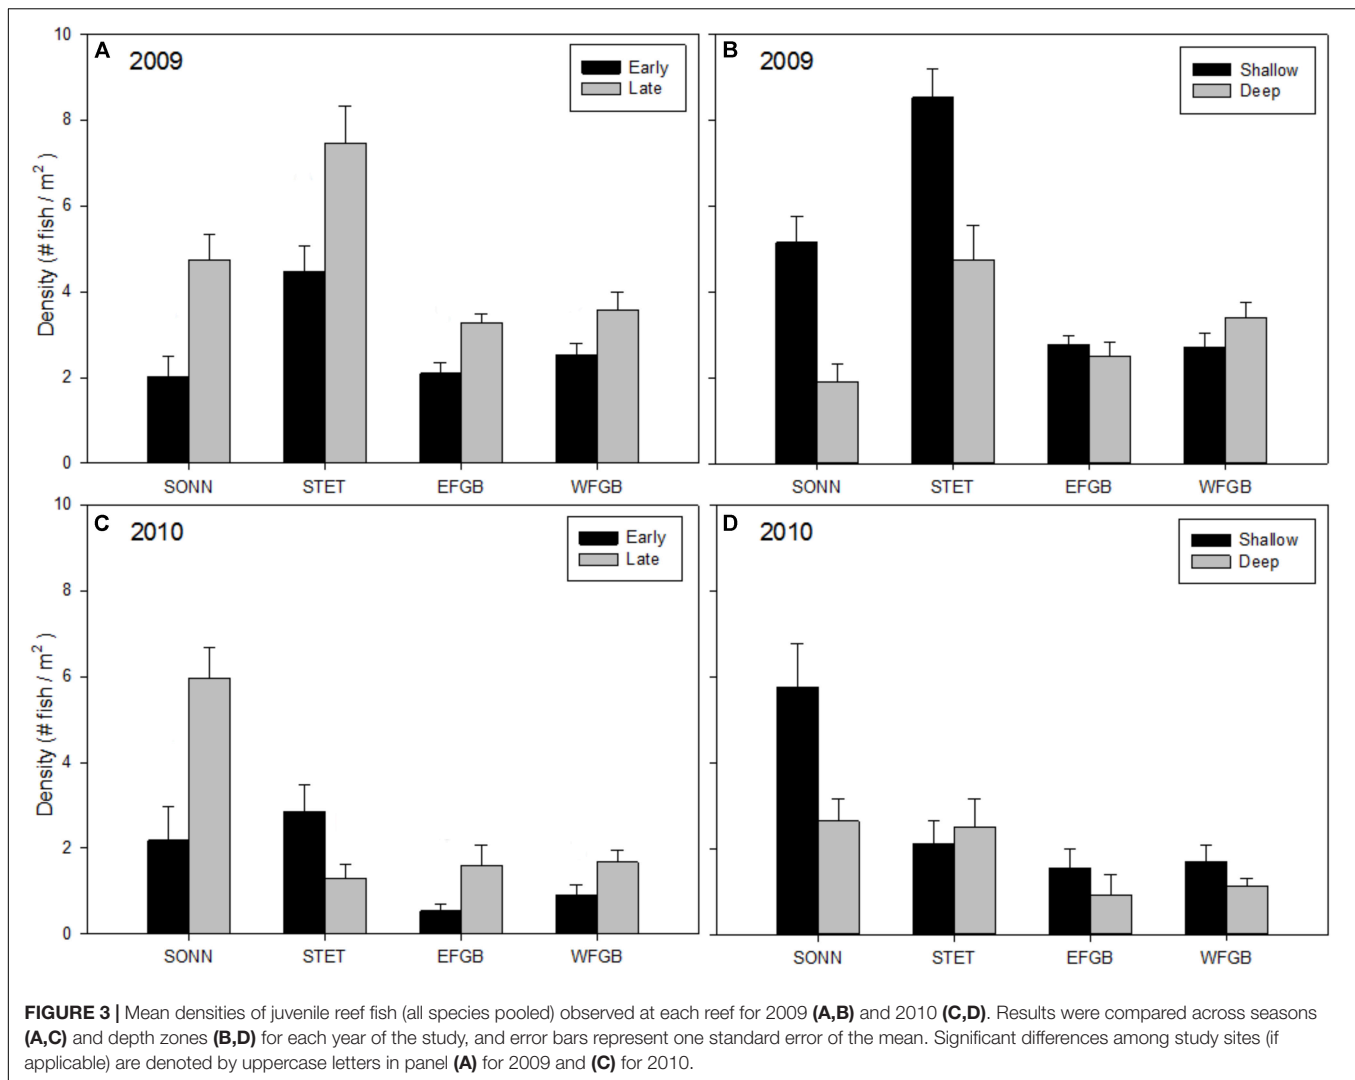 A 2009
Early
Late
10
8
6
4
2
0
Density (# fish / m²)
SONN STET EFGB WFGB
B 2009
Shallow
Deep
SONN STET EFGB WFGB
C 2010
Early
Late
10
8
6
4
2
0
Density (# fish / m²)
SONN STET EFGB WFGB
D 2010
Shallow
Deep
SONN STET EFGB WFGB
FIGURE 3 | Mean densities of juvenile reef fish (all species pooled) observed at each reef for 2009 (A,B) and 2010 (C,D). Results were compared across seasons
(A,C) and depth zones (B,D) for each year of the study, and error bars represent one standard error of the mean. Significant differences among study sites (if
applicable) are denoted by uppercase letters in panel (A) for 2009 and (C) for 2010.